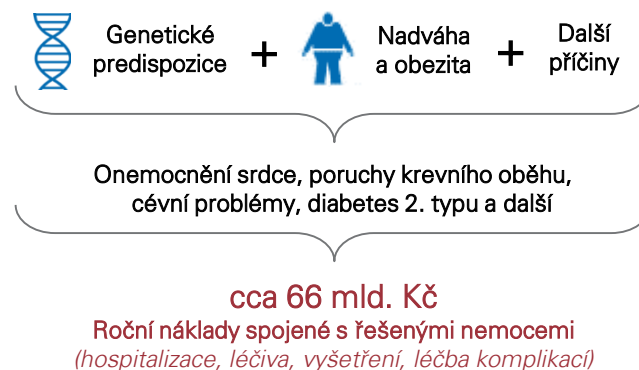 Genetické
predispozice
+
Nadváha
a obezita
+
Další
příčiny
Onemocnění srdce, poruchy krevního oběhu,
cévní problémy, diabetes 2. typu a další
cca 66 mld. Kč
Roční náklady spojené s řešenými nemocemi
(hospitalizace, léčiva, vyšetření, léčba komplikací)